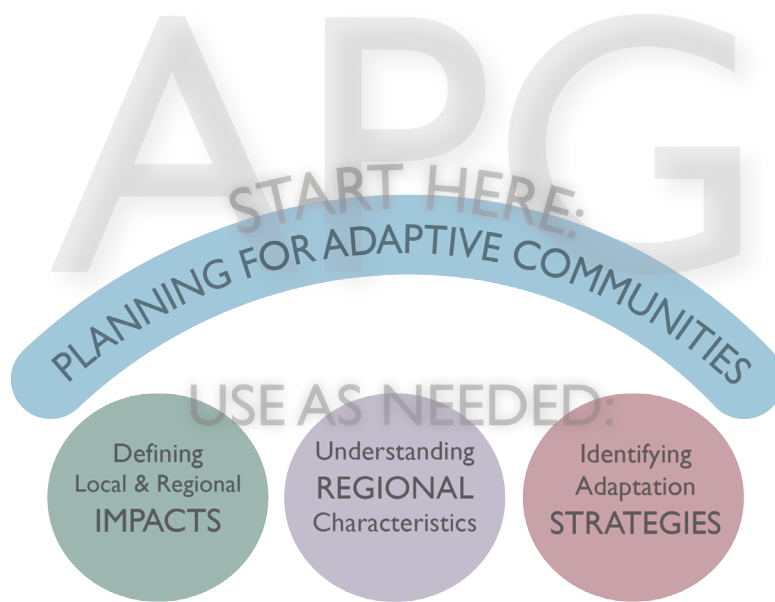 APG
START HERE:
PLANNING FOR ADAPTIVE COMMUNITIES
USE AS NEEDED:
Defining
Local & Regional
IMPACTS
Understanding
REGIONAL
Characteristics
Identifying
Adaptation
STRATEGIES